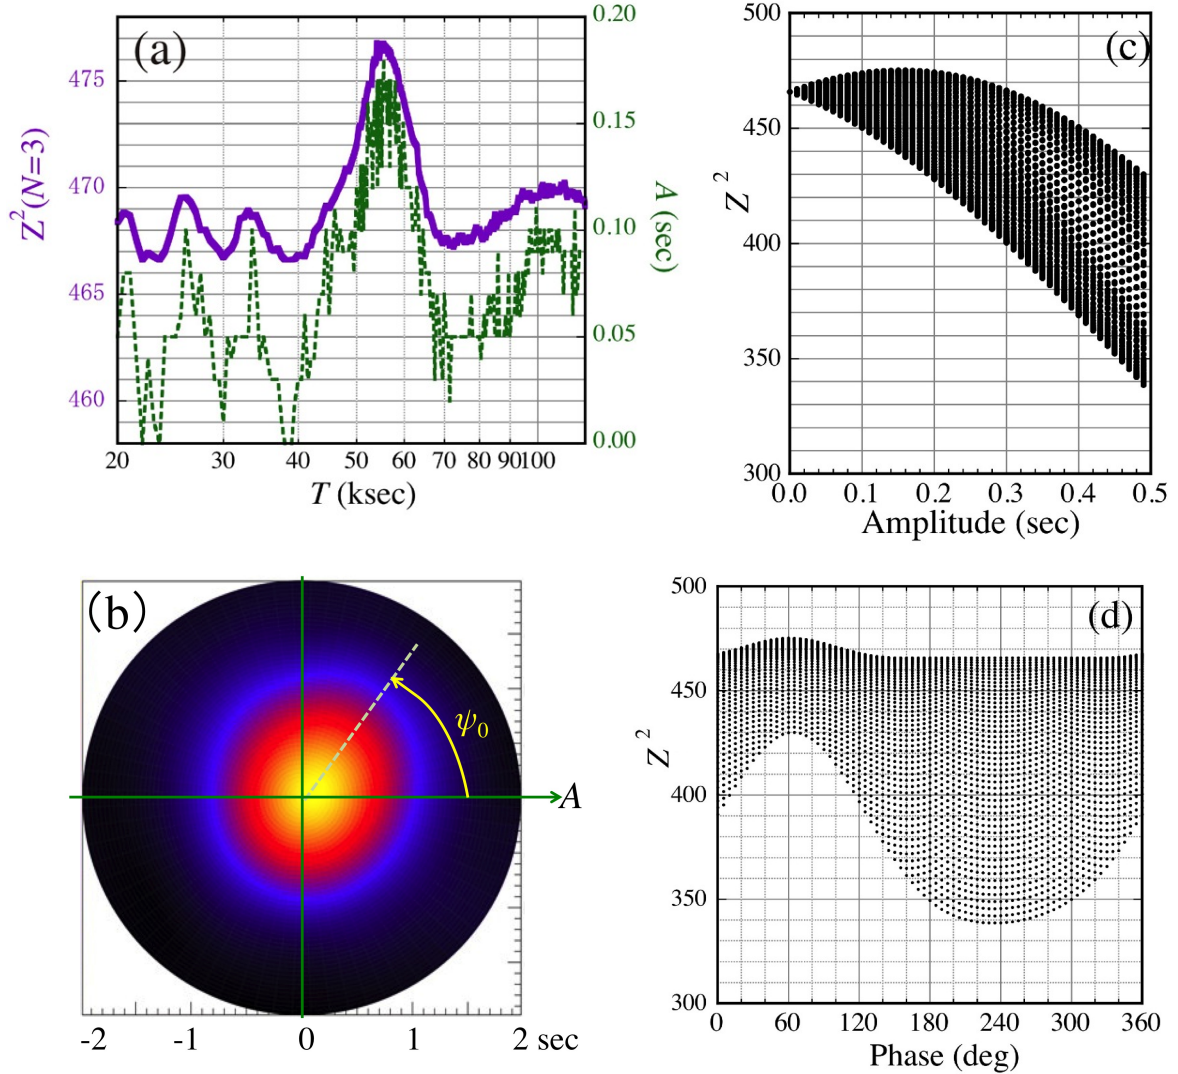 (a)
Z²(N=3)
475
470
465
460
0.20
0.15
0.10
0.05
0.00
A (sec)
20 30 40 50 60 70 80 90 100
T (ksec)
(c)
Z²
500
450
400
350
300
0.0 0.1 0.2 0.3 0.4 0.5
Amplitude (sec)
(b)
ψ₀
A
-2 -1 0 1 2 sec
(d)
Z²
500
450
400
350
300
0 60 120 180 240 300 360
Phase (deg)